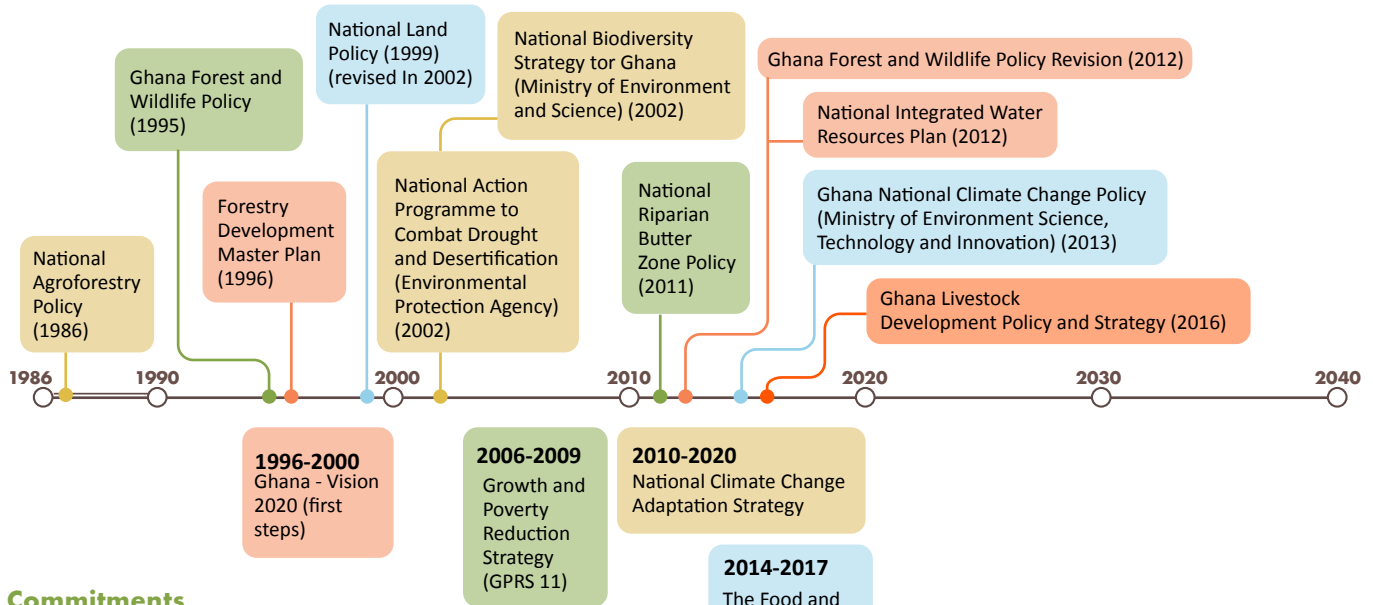 National Land
Policy (1999)
(revised In 2002)
National Biodiversity
Strategy tor Ghana
(Ministry of Environment
and Science) (2002)
Ghana Forest and Wildlife Policy Revision (2012)
Ghana Forest and
Wildlife Policy
(1995)
National Integrated Water
Resources Plan (2012)
National Action
Programme to
Combat Drought
and Desertification
(Environmental
Protection Agency)
(2002)
National
Riparian
Butter
Zone Policy
(2011)
Ghana National Climate Change Policy
(Ministry of Environment Science,
Technology and Innovation) (2013)
Forestry
Development
Master Plan
(1996)
National
Agroforestry
Policy
(1986)
Ghana Livestock
Development Policy and Strategy (2016)
1986 1990 2000 2010 2020 2030 2040
1996-2000
Ghana - Vision
2020 (first
steps)
2006-2009
Growth and
Poverty
Reduction
Strategy
(GPRS 11)
2010-2020
National Climate Change
Adaptation Strategy
2014-2017
The Food and
Commitments